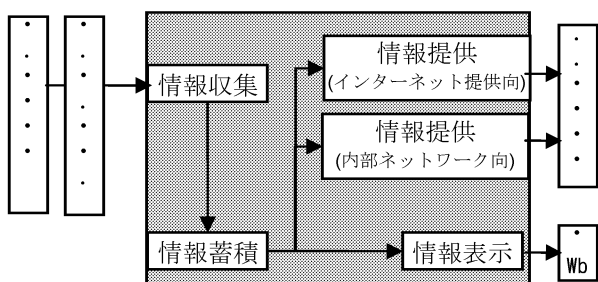 情報収集
情報提供
(インターネット提供向)
情報提供
(内部ネットワーク向)
情報蓄積
情報表示
Wb